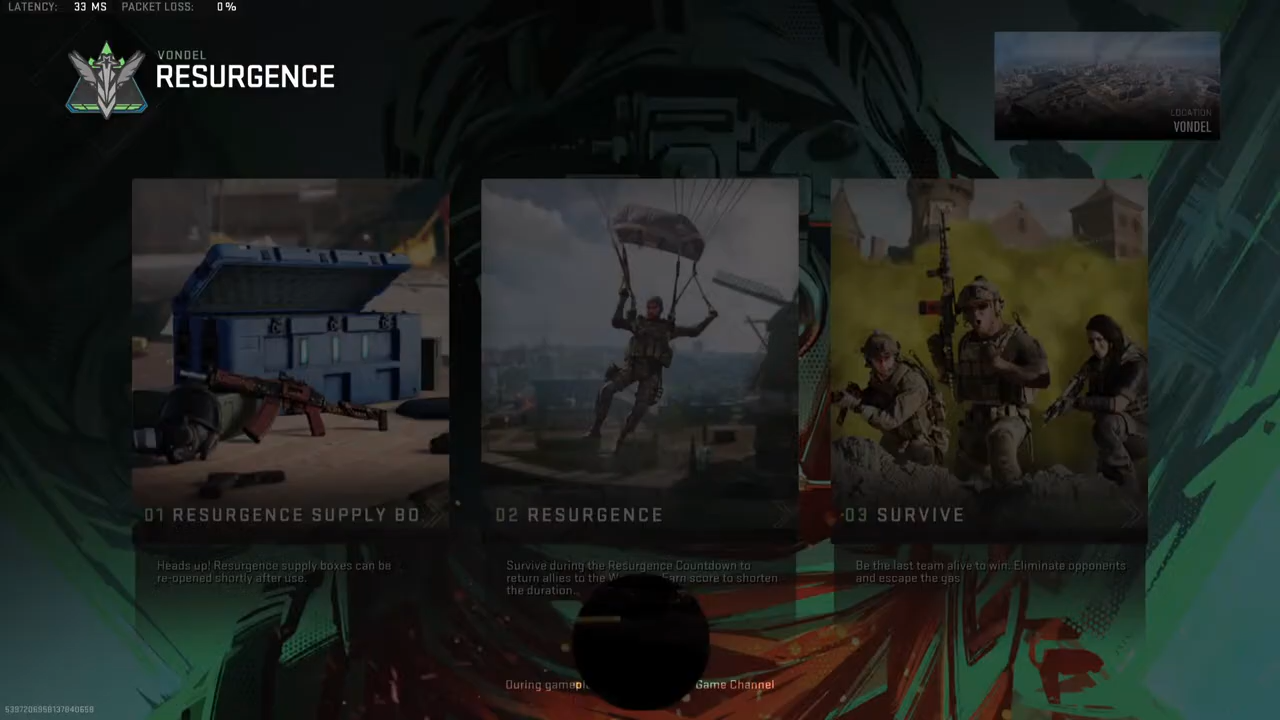 LATENCY: 33 MS PACKET LOSS: 0%
VONDEL
RESURGENCE
LOCATION
VONDEL
01 RESURGENCE SUPPLY BO
02 RESURGENCE
03 SURVIVE
Heads up! Resurgence supply boxes can be
re-opened shortly after use.
Survive during the Resurgence Countdown to
return allies to the Earn score to shorten
the duration.
Be the last team alive to win. Eliminate opponents
and escape the gas
During Game Channel
5397206958137840658